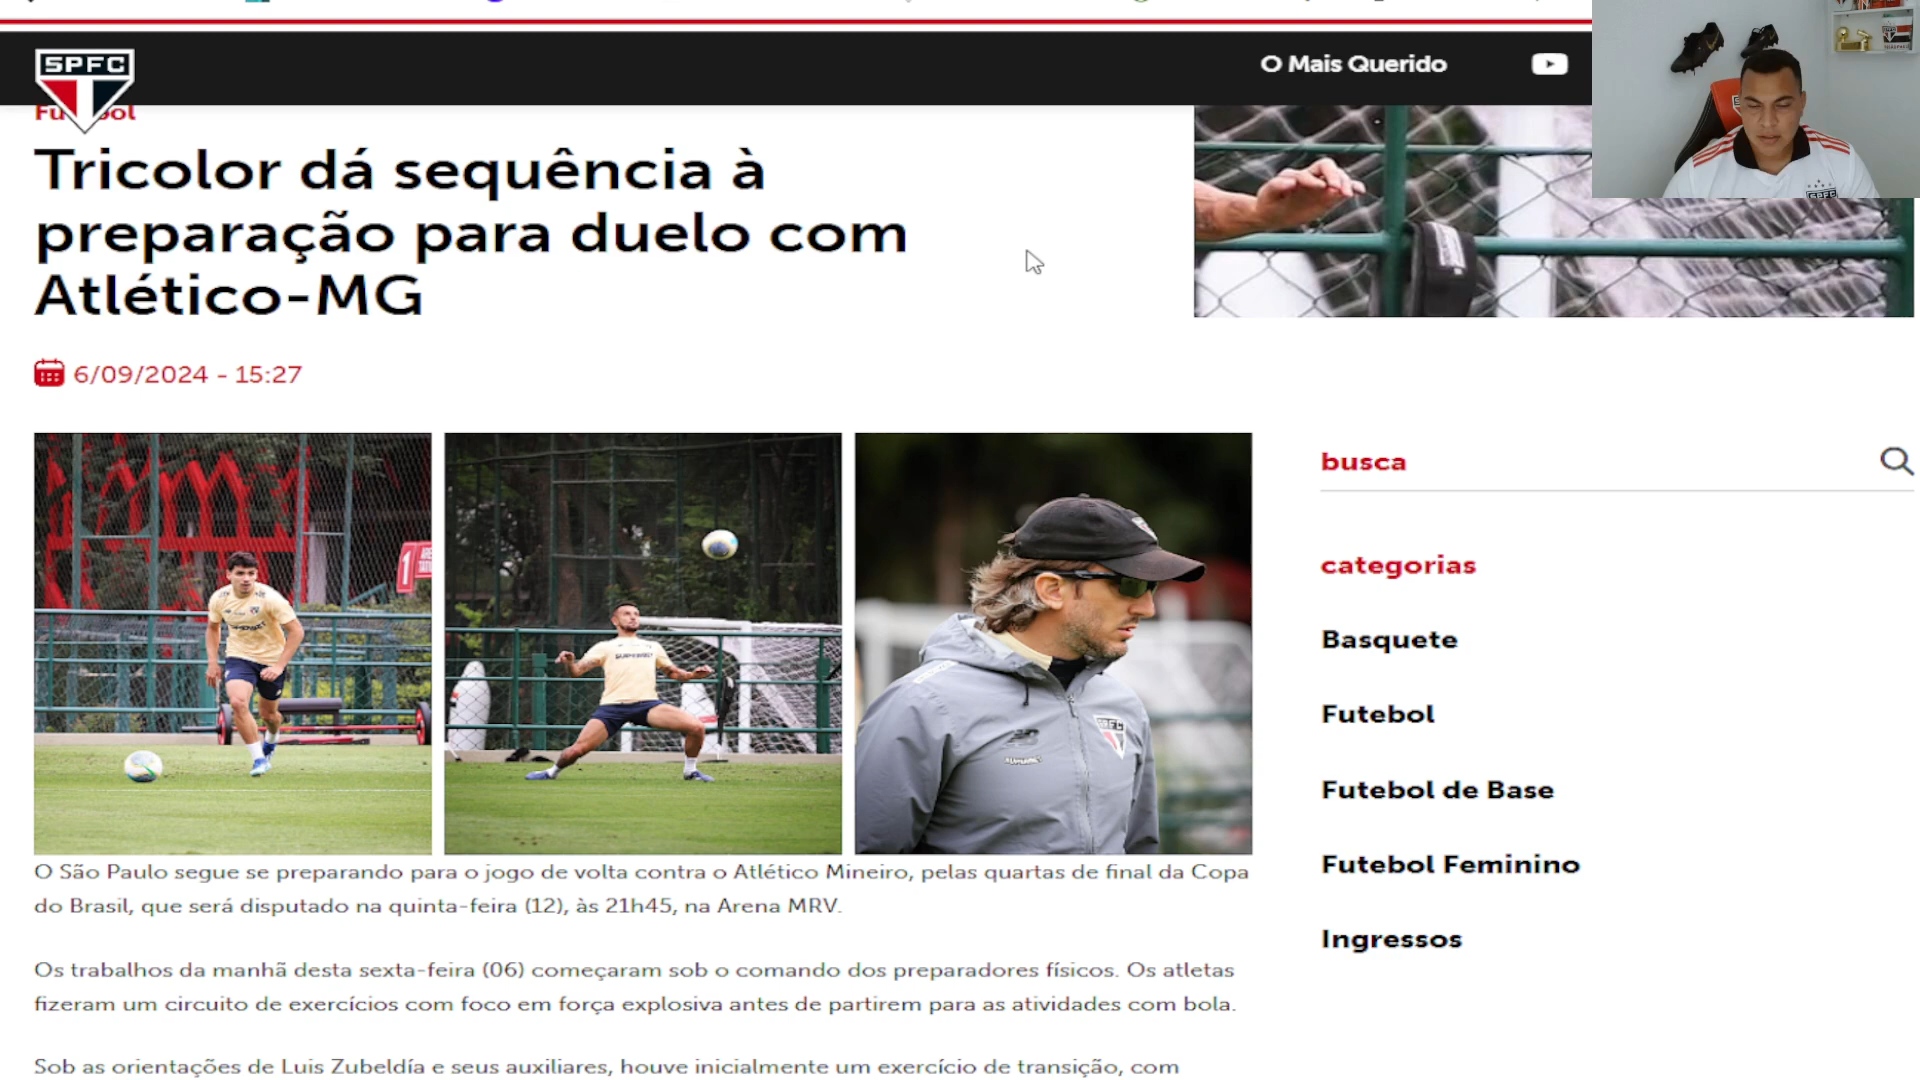 SPFC
O Mais Querido
Tricolor dá sequência à
preparação para duelo com
Atlético-MG
6/09/2024 - 15:27
busca
categorias
Basquete
Futebol
Futebol de Base
Futebol Feminino
Ingressos
O São Paulo segue se preparando para o jogo de volta contra o Atlético Mineiro, pelas quartas de final da Copa
do Brasil, que será disputado na quinta-feira (12), às 21h45, na Arena MRV.
Os trabalhos da manhã desta sexta-feira (06) começaram sob o comando dos preparadores físicos. Os atletas
fizeram um circuito de exercícios com foco em força explosiva antes de partirem para as atividades com bola.
Sob as orientações de Luis Zubeldía e seus auxiliares, houve inicialmente um exercício de transição, com